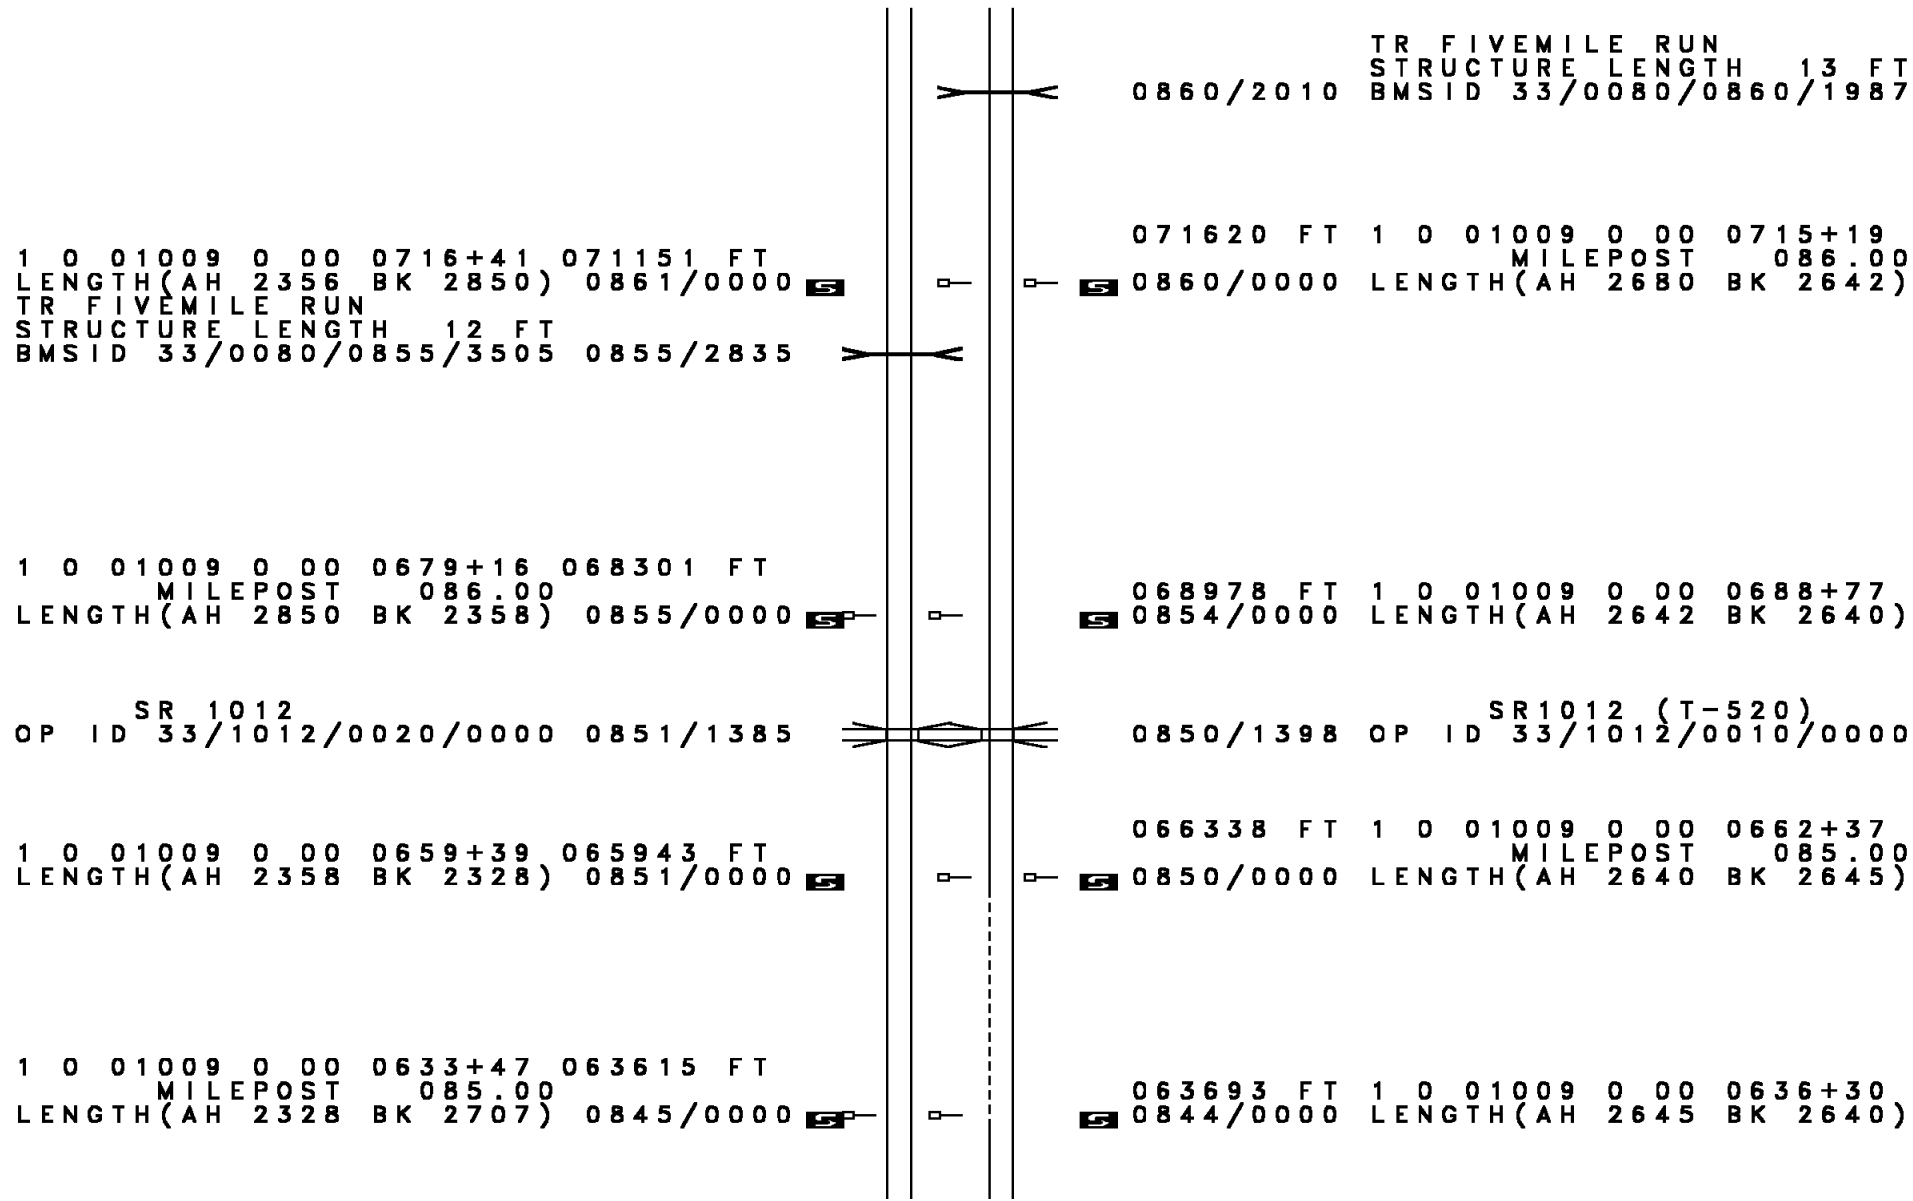 TR FIVEMILE RUN
STRUCTURE LENGTH 13 FT
0860/2010 BMSID 33/0080/0860/1987
1 0 01009 0 00 0716+41 071151 FT
LENGTH(AH 2356 BK 2850) 0861/0000 S
TR FIVEMILE RUN
STRUCTURE LENGTH 12 FT
BMSID 33/0080/0855/3505 0855/2835
071620 FT 1 0 01009 0 00 0715+19
MILEPOST 086.00
S 0860/0000 LENGTH(AH 2680 BK 2642)
1 0 01009 0 00 0679+16 068301 FT
MILEPOST 086.00
LENGTH(AH 2850 BK 2358) 0855/0000 S
068978 FT 1 0 01009 0 00 0688+77
S 0854/0000 LENGTH(AH 2642 BK 2640)
SR 1012
OP ID 33/1012/0020/0000 0851/1385
SR1012 (T-520)
0850/1398 OP ID 33/1012/0010/0000
1 0 01009 0 00 0659+39 065943 FT
LENGTH(AH 2358 BK 2328) 0851/0000 S
066338 FT 1 0 01009 0 00 0662+37
MILEPOST 085.00
S 0850/0000 LENGTH(AH 2640 BK 2645)
1 0 01009 0 00 0633+47 063615 FT
MILEPOST 085.00
LENGTH(AH 2328 BK 2707) 0845/0000 S
063693 FT 1 0 01009 0 00 0636+30
S 0844/0000 LENGTH(AH 2645 BK 2640)